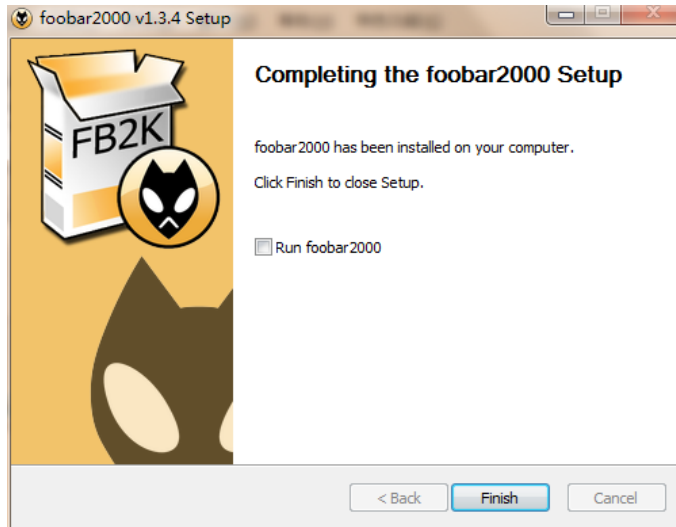 foobar2000 v1.3.4 Setup
Completing the foobar2000 Setup
FB2K
foobar2000 has been installed on your computer.
Click Finish to close Setup.
Run foobar2000
< Back
Finish
Cancel